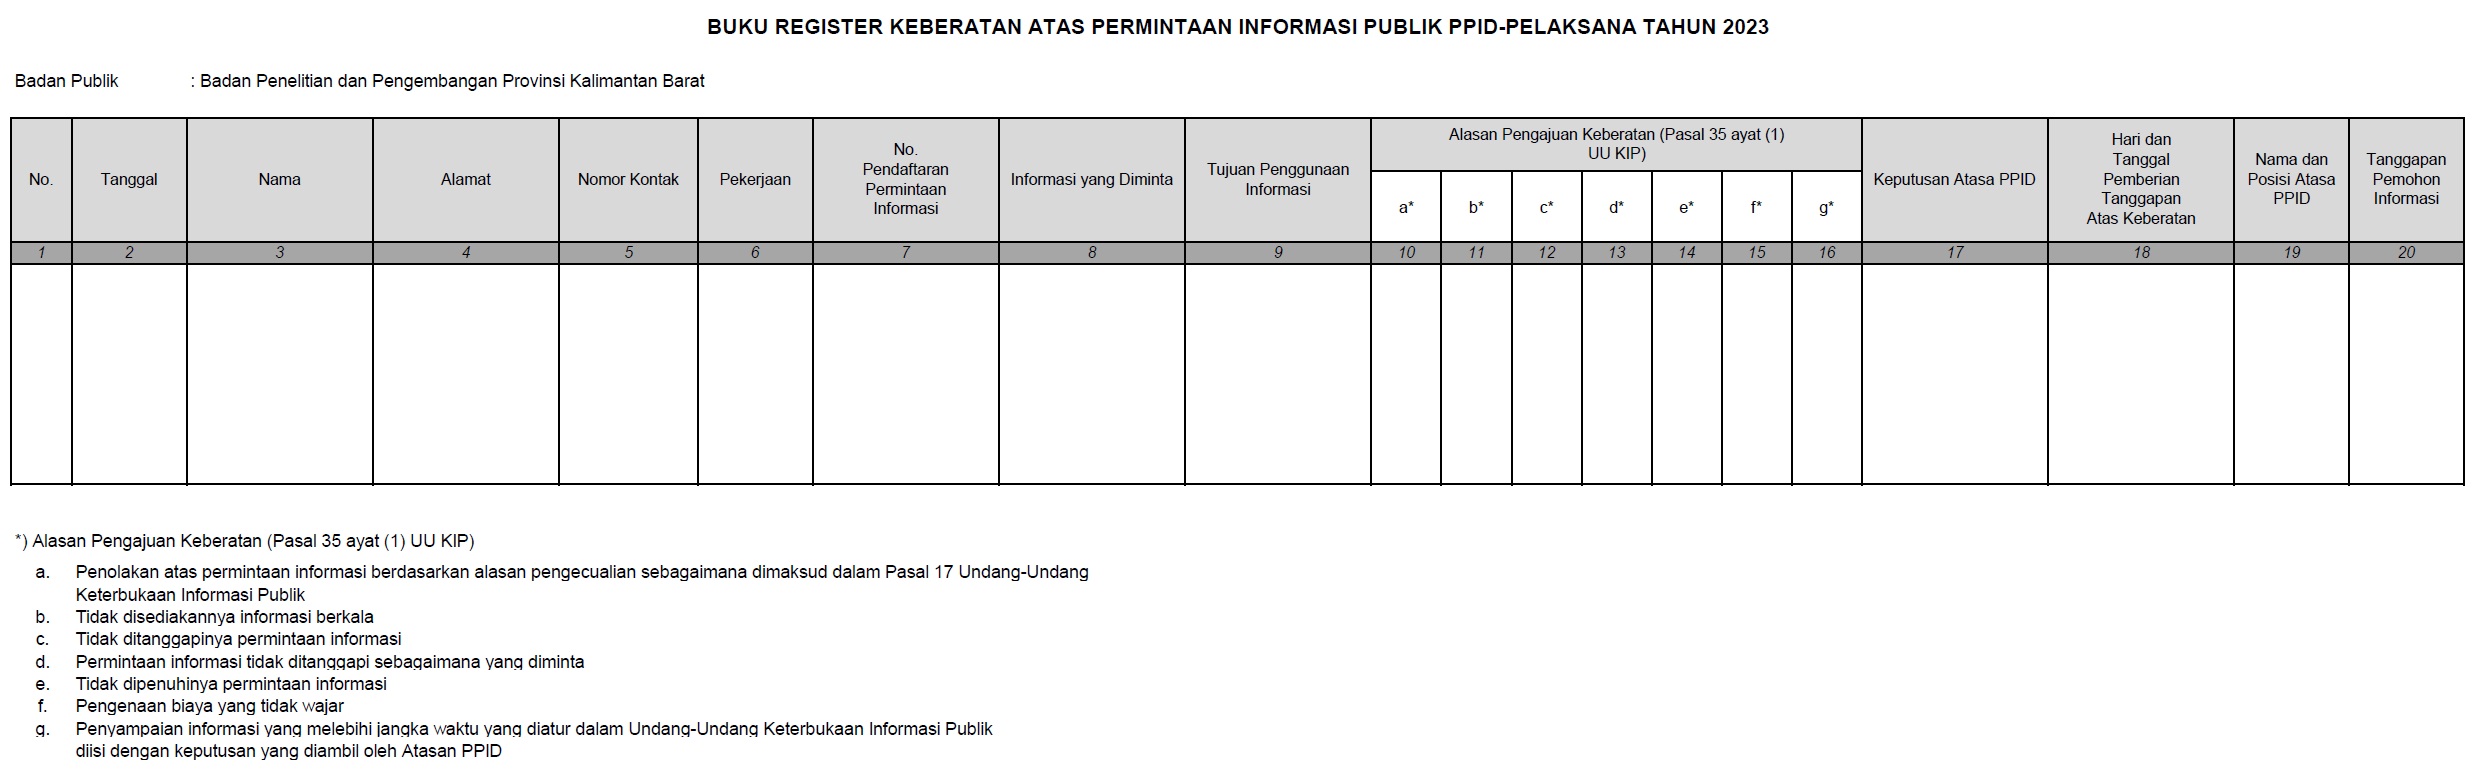 BUKU REGISTER KEBERATAN ATAS PERMINTAAN INFORMASI PUBLIK PPID-PELAKSANA TAHUN 2023
Badan Publik : Badan Penelitian dan Pengembangan Provinsi Kalimantan Barat
No.
Tanggal
Nama
Alamat
Nomor Kontak
Pekerjaan
No.
Pendaftaran
Permintaan
Informasi
Informasi yang Diminta
Tujuan Penggunaan
Informasi
Alasan Pengajuan Keberatan (Pasal 35 ayat (1)
UU KIP)
a* b* c* d* e* f* g*
Keputusan Atasa PPID
Hari dan
Tanggal
Pemberian
Tanggapan
Atas Keberatan
Nama dan
Posisi Atasa
PPID
Tanggapan
Pemohon
Informasi
1 2 3 4 5 6 7 8 9 10 11 12 13 14 15 16 17 18 19 20
*) Alasan Pengajuan Keberatan (Pasal 35 ayat (1) UU KIP)
a. Penolakan atas permintaan informasi berdasarkan alasan pengecualian sebagaimana dimaksud dalam Pasal 17 Undang-Undang
Keterbukaan Informasi Publik
b. Tidak disediakannya informasi berkala
c. Tidak ditanggapinya permintaan informasi
d. Permintaan informasi tidak ditanggapi sebagaimana yang diminta
e. Tidak dipenuhinya permintaan informasi
f. Pengenaan biaya yang tidak wajar
g. Penyampaian informasi yang melebihi jangka waktu yang diatur dalam Undang-Undang Keterbukaan Informasi Publik
diisi dengan keputusan yang diambil oleh Atasan PPID